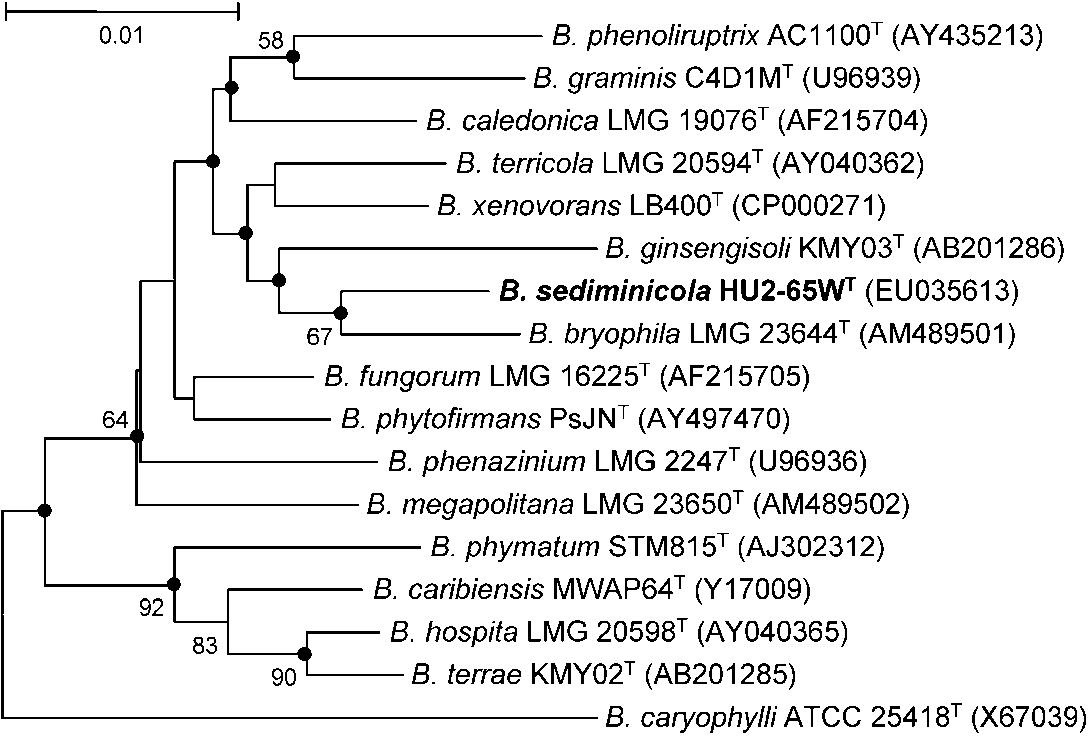 0.01
58
B. phenoliruptrix AC1100T (AY435213)
B. graminis C4D1MT (U96939)
B. caledonica LMG 19076T (AF215704)
B. terricola LMG 20594T (AY040362)
B. xenovorans LB400T (CP000271)
B. ginsengisoli KMY03T (AB201286)
B. sediminicola HU2-65WT (EU035613)
67
B. bryophila LMG 23644T (AM489501)
B. fungorum LMG 16225T (AF215705)
64
B. phytofirmans PsJNT (AY497470)
B. phenazinium LMG 2247T (U96936)
B. megapolitana LMG 23650T (AM489502)
B. phymatum STM815T (AJ302312)
92
B. caribiensis MWAP64T (Y17009)
83
B. hospita LMG 20598T (AY040365)
90
B. terrae KMY02T (AB201285)
B. caryophylli ATCC 25418T (X67039)